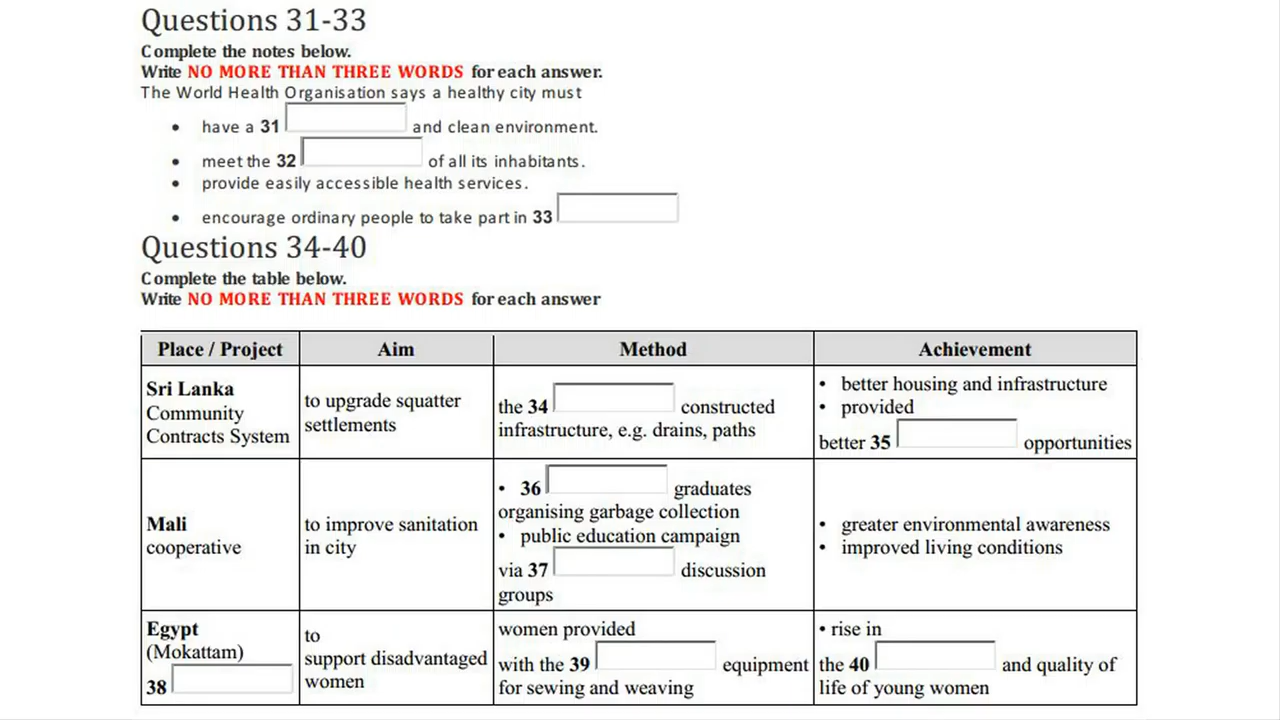 Questions 31-33
Complete the notes below.
Write NO MORE THAN THREE WORDS for each answer.
The World Health Organisation says a healthy city must
• have a 31 and clean environment.
• meet the 32 of all its inhabitants.
• provide easily accessible health services.
• encourage ordinary people to take part in 33
Questions 34-40
Complete the table below.
Write NO MORE THAN THREE WORDS for each answer
Place / Project Aim Method Achievement
Sri Lanka
Community
Contracts System
to upgrade squatter
settlements
the 34 constructed
infrastructure, e.g. drains, paths
• better housing and infrastructure
• provided
better 35 opportunities
Mali
cooperative
to improve sanitation
in city
• 36 graduates
organising garbage collection
• public education campaign
via 37 discussion
groups
• greater environmental awareness
• improved living conditions
Egypt
(Mokattam)
38
to
support disadvantaged
women
women provided
with the 39 equipment
for sewing and weaving
• rise in
the 40 and quality of
life of young women